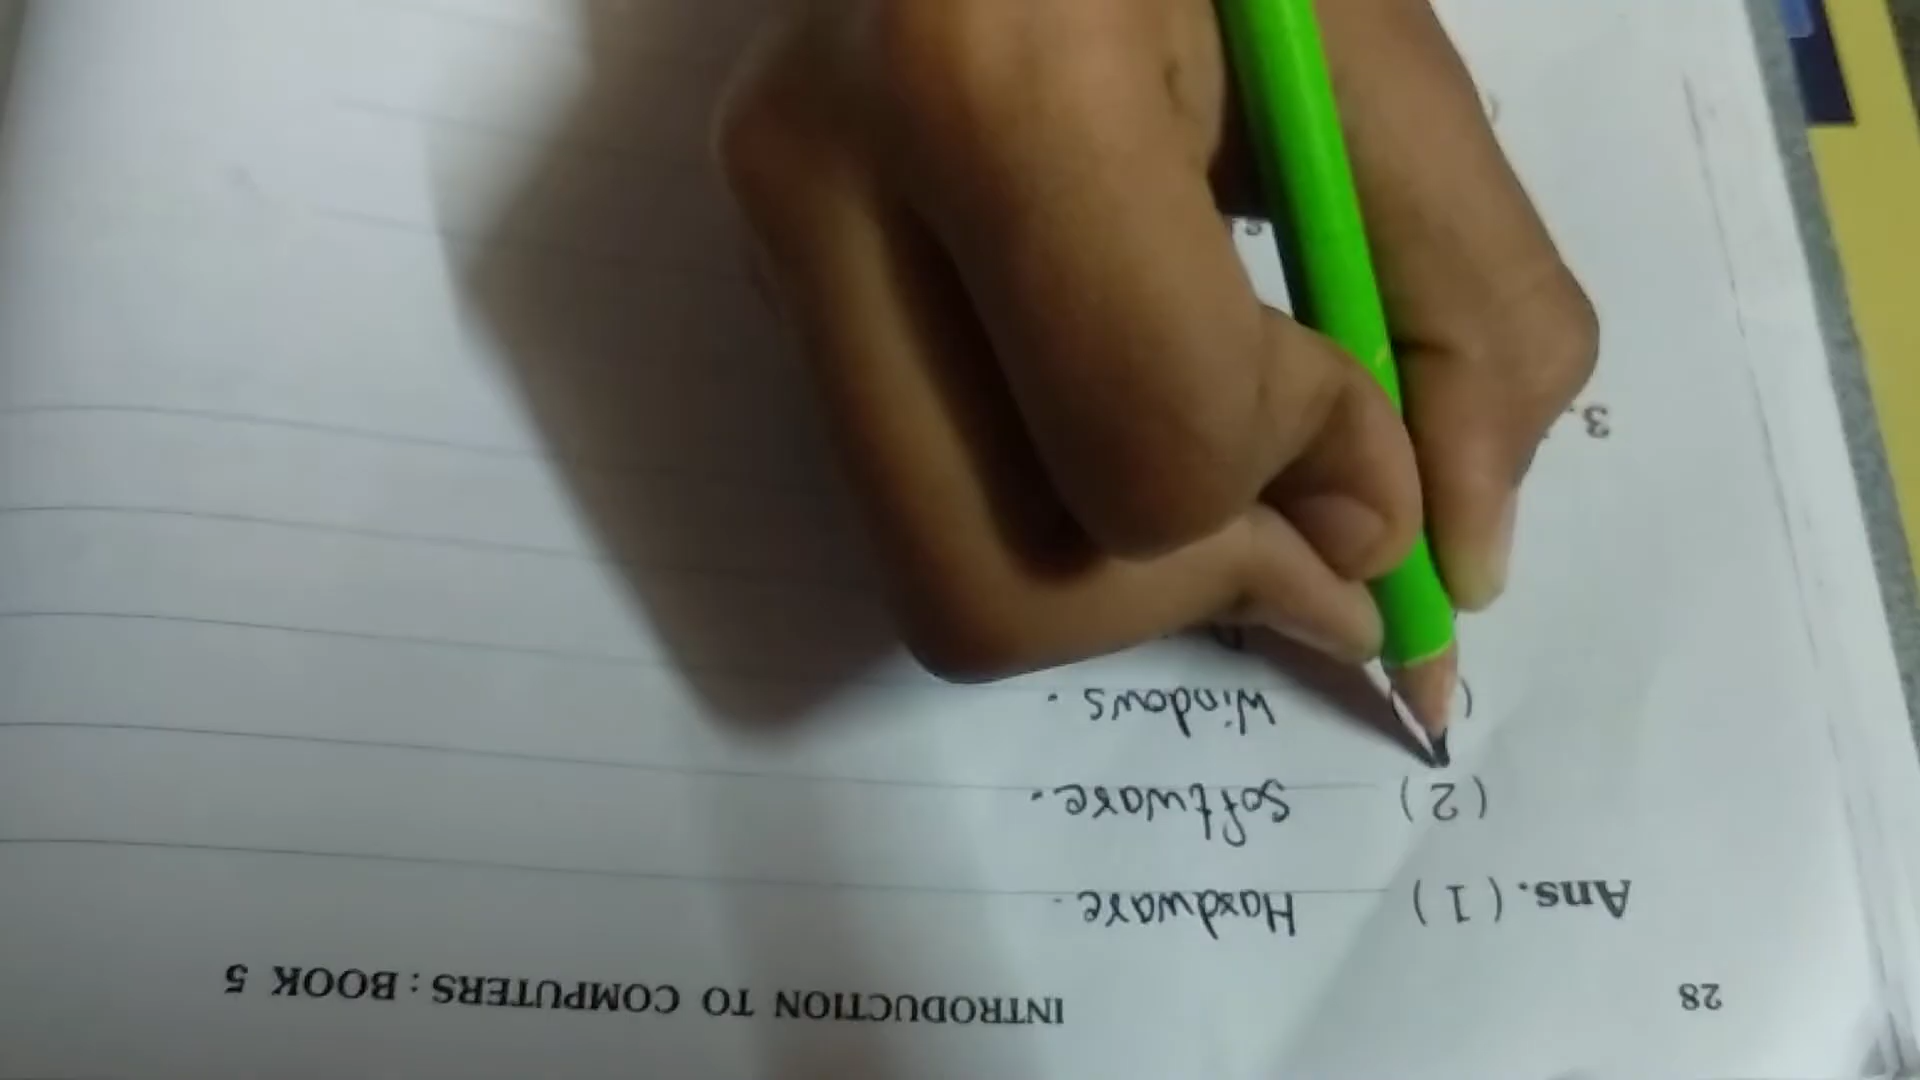 28 INTRODUCTION TO COMPUTERS : BOOK 5
Ans. (1) Hardware.
(2) Software.
( Windows.
3.